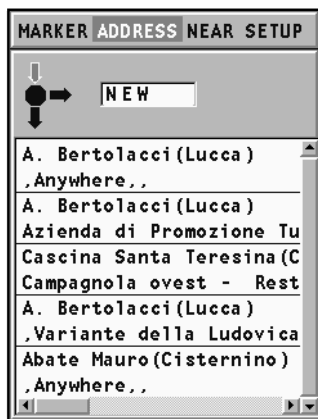 MARKER ADDRESS NEAR SETUP
NEW
A. Bertolacci(Lucca)
,Anywhere,,
A. Bertolacci(Lucca)
Azienda di Promozione Tu
Cascina Santa Teresina(C
Campagnola ovest - Rest
A. Bertolacci(Lucca)
,Variante della Ludovica
Abate Mauro(Cisternino)
,Anywhere,,